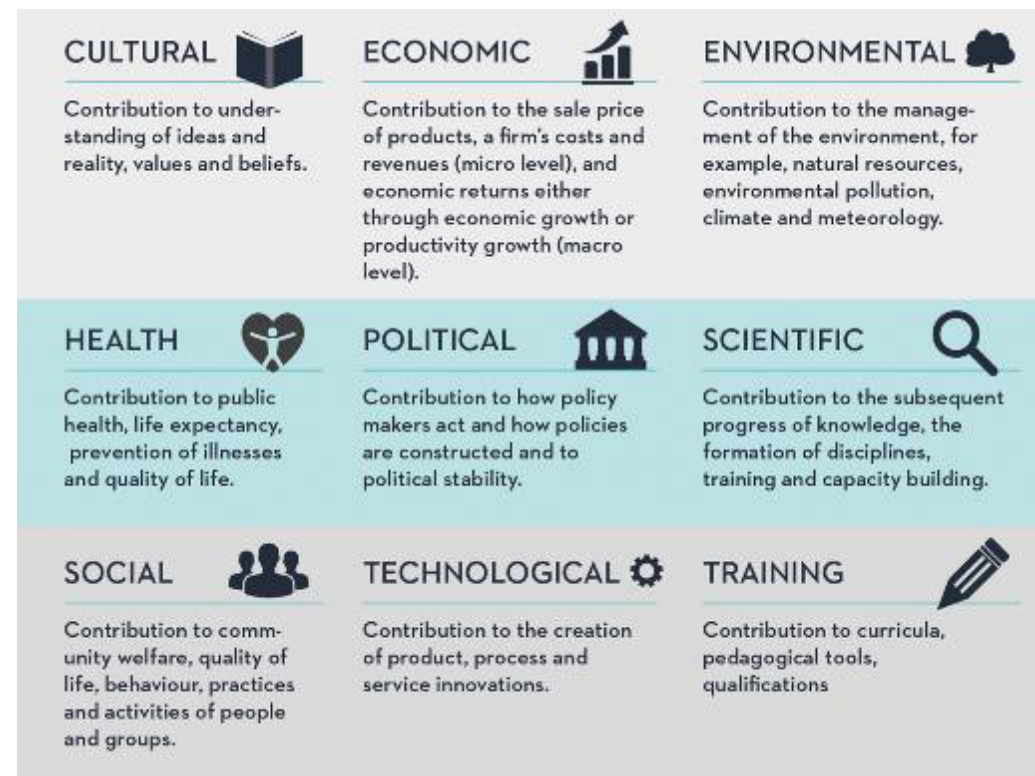 CULTURAL
Contribution to under-
standing of ideas and
reality, values and beliefs.
ECONOMIC
Contribution to the sale price
of products, a firm's costs and
revenues (micro level), and
economic returns either
through economic growth or
productivity growth (macro
level).
ENVIRONMENTAL
Contribution to the manage-
ment of the environment, for
example, natural resources,
environmental pollution,
climate and meteorology.
HEALTH
Contribution to public
health, life expectancy,
prevention of illnesses
and quality of life.
POLITICAL
Contribution to how policy
makers act and how policies
are constructed and to
political stability.
SCIENTIFIC
Contribution to the subsequent
progress of knowledge, the
formation of disciplines,
training and capacity building.
SOCIAL
Contribution to comm-
unity welfare, quality of
life, behaviour, practices
and activities of people
and groups.
TECHNOLOGICAL
Contribution to the creation
of product, process and
service innovations.
TRAINING
Contribution to curricula,
pedagogical tools,
qualifications